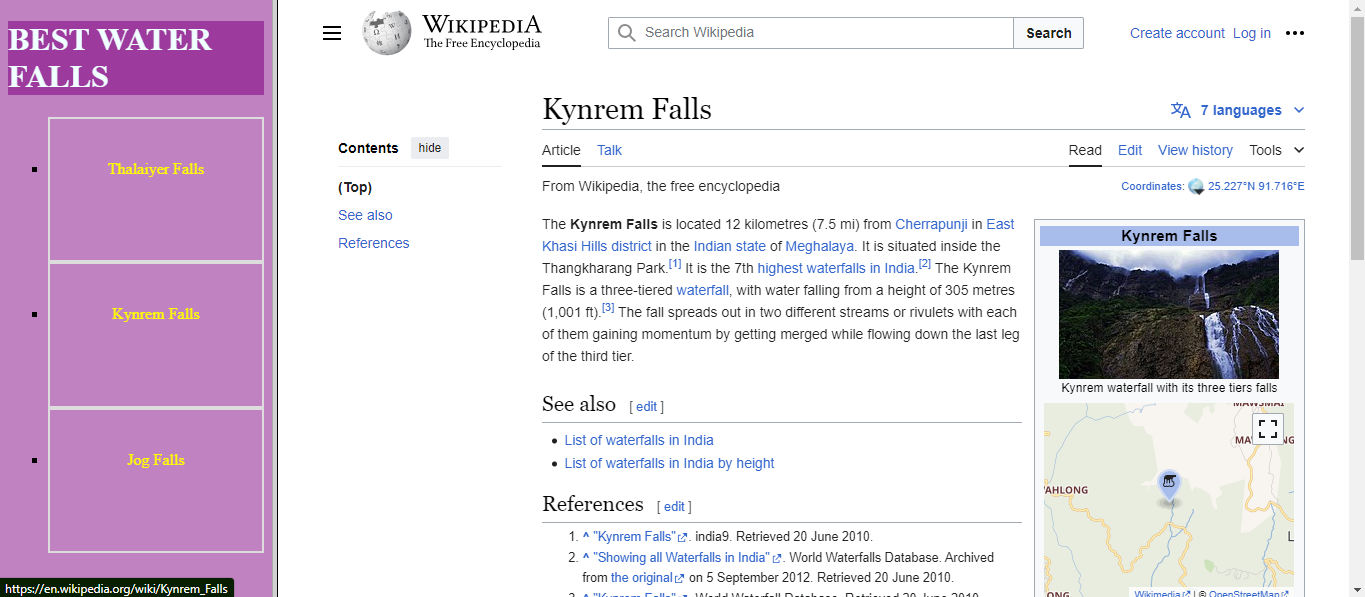 BEST WATER
FALLS
Thalaiyer Falls
Kynrem Falls
Jog Falls
https://en.wikipedia.org/wiki/Kynrem_Falls
WIKIPEDIA
The Free Encyclopedia
Search Wikipedia
Search
Create account Log in
Contents hide
(Top)
See also
References
Kynrem Falls
7 languages
Article Talk
Read Edit View history Tools
From Wikipedia, the free encyclopedia
Coordinates: 25.227°N 91.716°E
The Kynrem Falls is located 12 kilometres (7.5 mi) from Cherrapunji in East
Khasi Hills district in the Indian state of Meghalaya. It is situated inside the
Thangkharang Park.[1] It is the 7th highest waterfalls in India.[2] The Kynrem
Falls is a three-tiered waterfall, with water falling from a height of 305 metres
(1,001 ft).[3] The fall spreads out in two different streams or rivulets with each
of them gaining momentum by getting merged while flowing down the last leg
of the third tier.
See also [ edit ]
List of waterfalls in India
List of waterfalls in India by height
References [ edit ]
1. ^ "Kynrem Falls". india9. Retrieved 20 June 2010.
2. ^ "Showing all Waterfalls in India". World Waterfalls Database. Archived
from the original on 5 September 2012. Retrieved 20 June 2010.
3. ^ "Kynrem Falls". World Waterfall Database. Retrieved 20 June 2010.
Kynrem Falls
Kynrem waterfall with its three tiers falls
MAWSMAI
AHLONG
Wikimedia | © OpenStreetMap